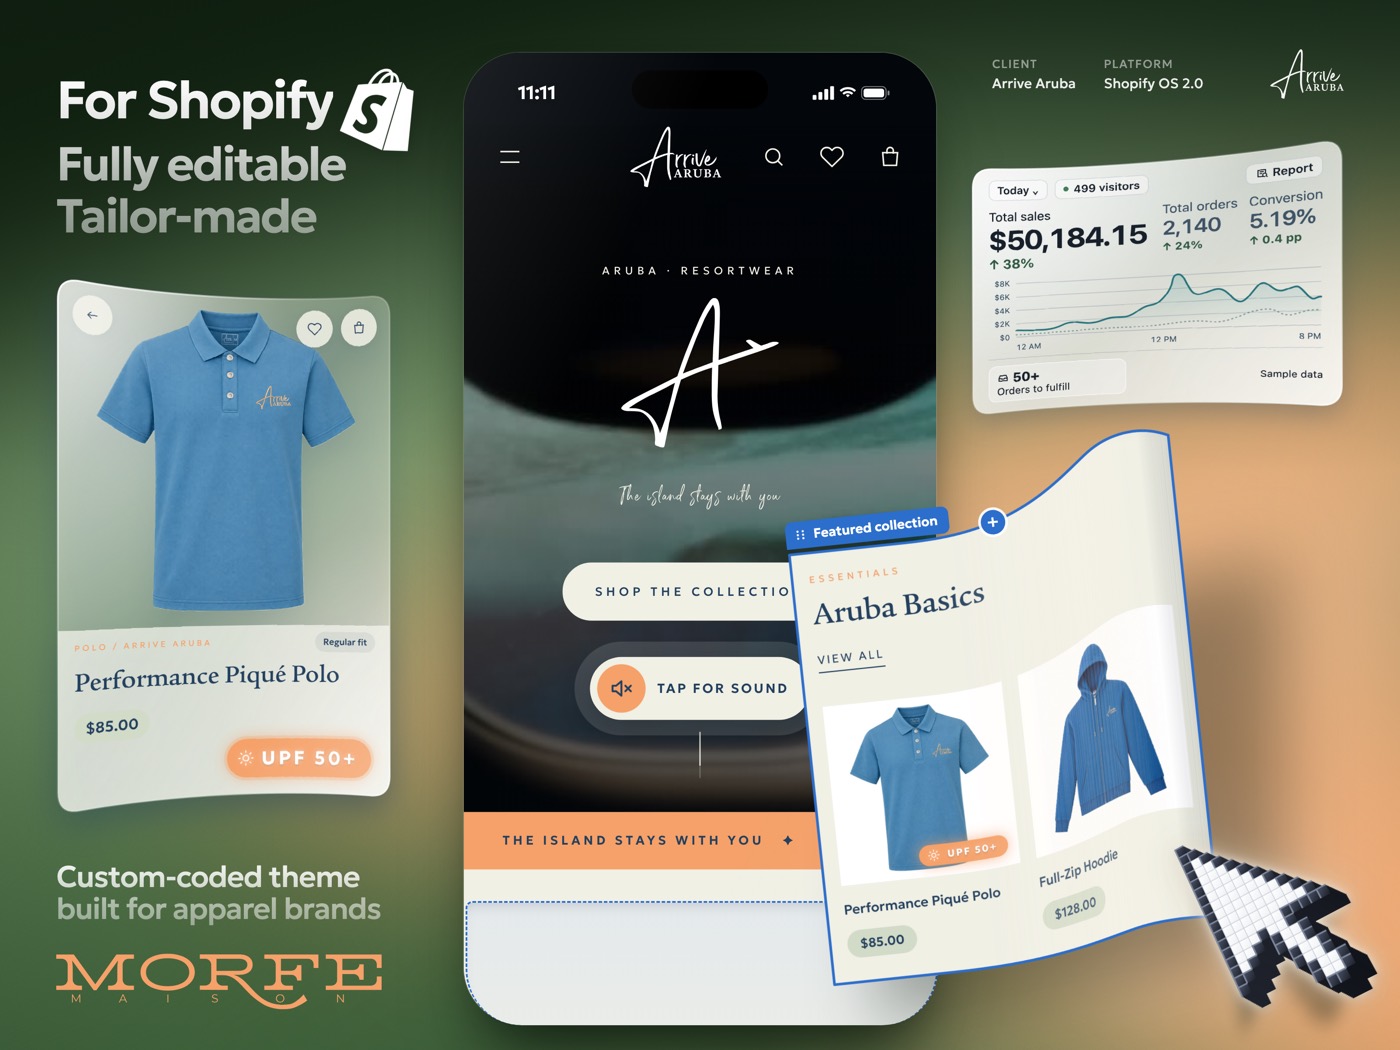 For Shopify
Fully editable
Tailor-made
Arrive
ARUBA
POLO / ARRIVE ARUBA
Regular fit
Performance Piqué Polo
$85.00
UPF 50+
Custom-coded theme
built for apparel brands
MORFE
MAISON
11:11
Arrive
ARUBA
ARUBA · RESORTWEAR
A
The island stays with you
SHOP THE COLLECTIO
TAP FOR SOUND
THE ISLAND STAYS WITH YOU
CLIENT
Arrive Aruba
PLATFORM
Shopify OS 2.0
Arrive
ARUBA
Today
499 visitors
Report
Total sales
$50,184.15
↑ 38%
Total orders
2,140
↑ 24%
Conversion
5.19%
↑ 0.4 pp
$8K
$6K
$4K
$2K
$0
12 AM
12 PM
8 PM
50+
Orders to fulfill
Sample data
Featured collection
ESSENTIALS
Aruba Basics
VIEW ALL
UPF 50+
Performance Piqué Polo
$85.00
Full-Zip Hoodie
$128.00